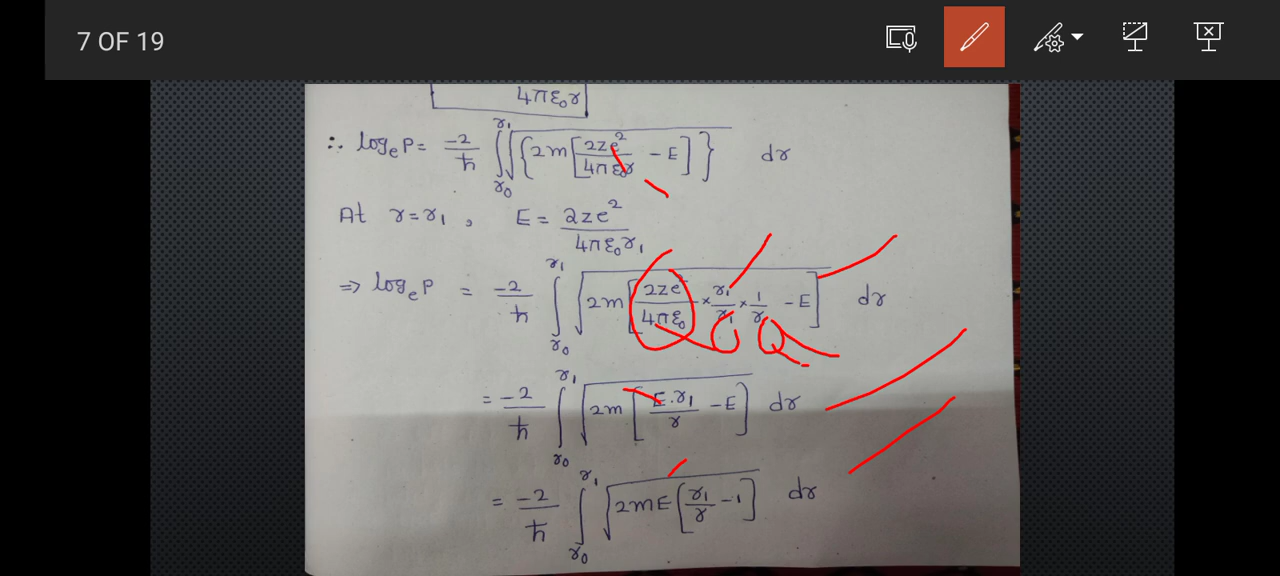 7 OF 19
4πε₀r
∴ logₑP = -2/ħ ∫∫_{r₀}^{r₁} √{2m[2ze²/4πε₀r - E]} dr
At r = r₁, E = 2ze²/4πε₀r₁
⇒ logₑP = -2/ħ ∫_{r₀}^{r₁} √2m[2ze²/4πε₀ × r₁/r₁ × 1/r - E] dr
= -2/ħ ∫_{r₀}^{r₁} √2m[E.r₁/r - E] dr
= -2/ħ ∫_{r₀}^{r₁} √2mE[r₁/r - 1] dr